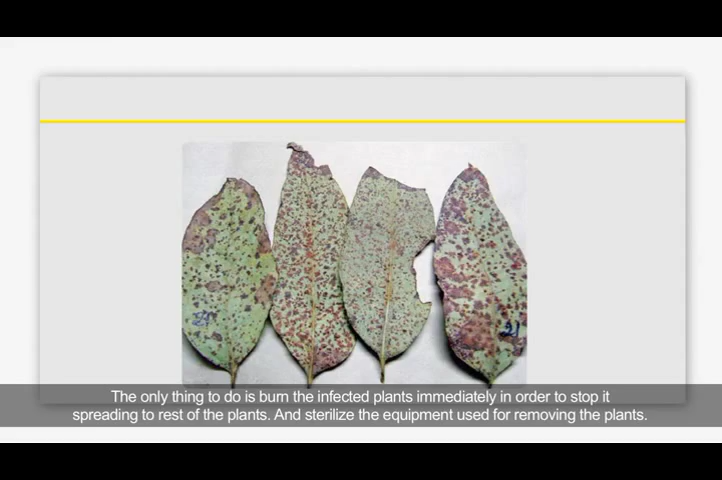 21
21
The only thing to do is burn the infected plants immediately in order to stop it
spreading to rest of the plants. And sterilize the equipment used for removing the plants.